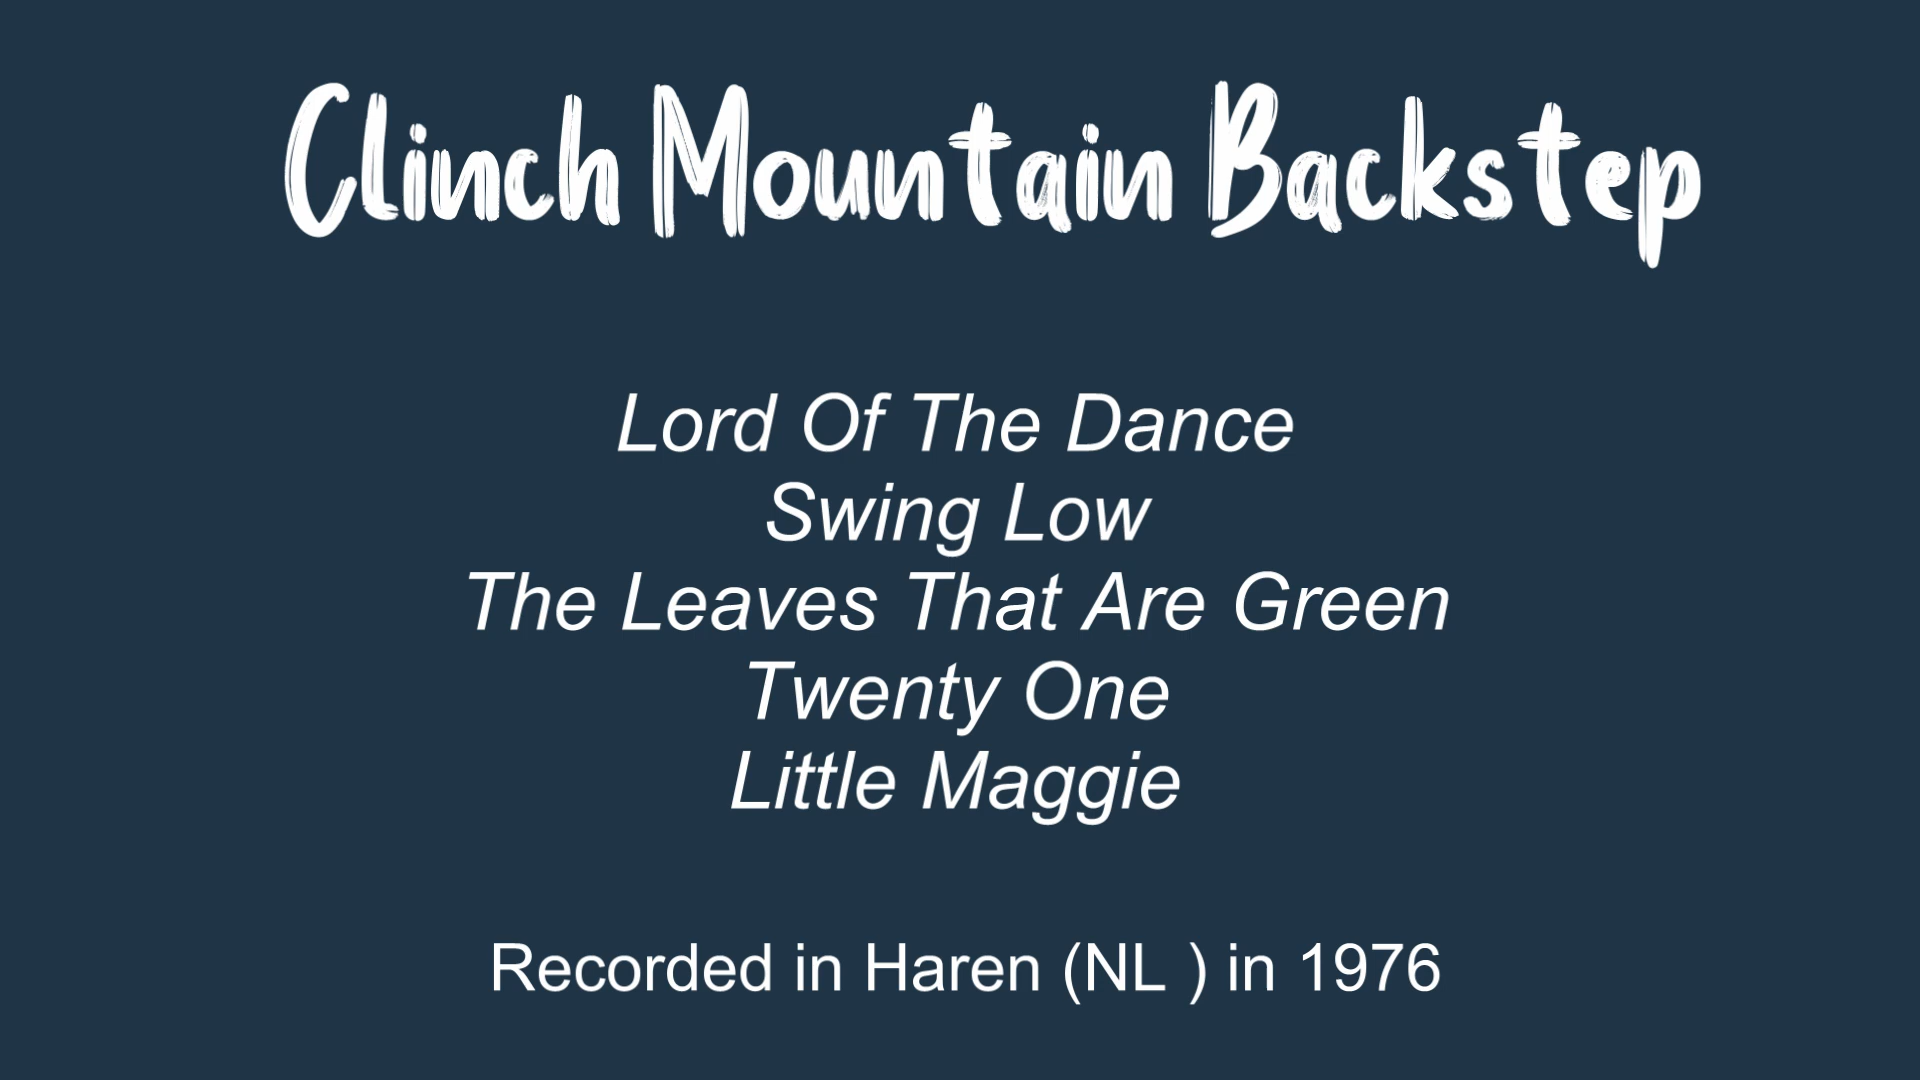 Clinch Mountain Backstep
Lord Of The Dance
Swing Low
The Leaves That Are Green
Twenty One
Little Maggie
Recorded in Haren (NL ) in 1976